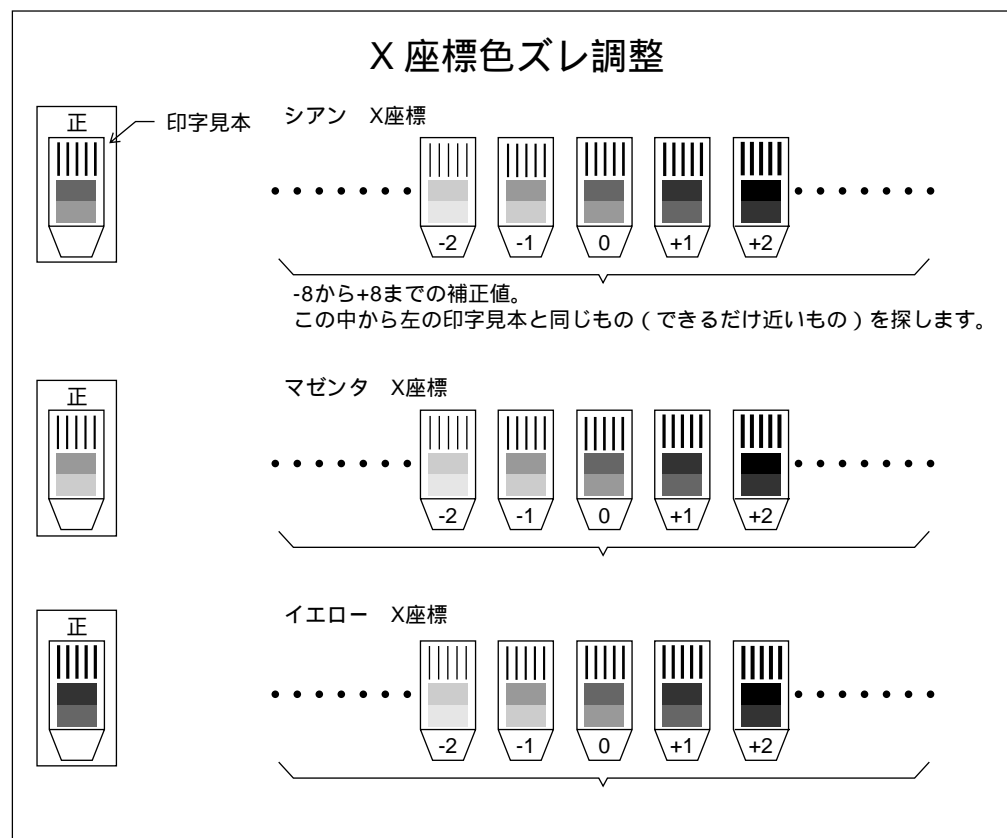 X 座標色ズレ調整
正
印字見本
シアン　X座標
-2 -1 0 +1 +2
-8から+8までの補正値。
この中から左の印字見本と同じもの（できるだけ近いもの）を探します。
正
マゼンタ　X座標
-2 -1 0 +1 +2
正
イエロー　X座標
-2 -1 0 +1 +2